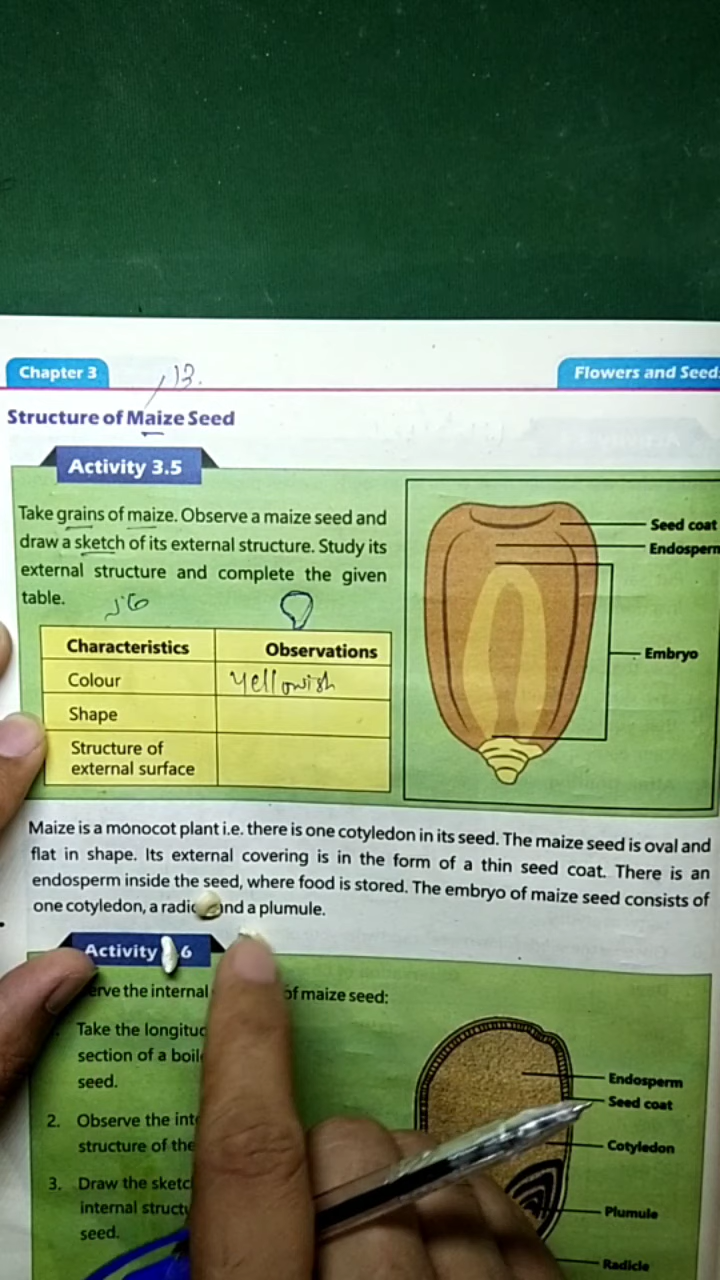 Chapter 3
13.
Flowers and Seed
Structure of Maize Seed
Activity 3.5
Take grains of maize. Observe a maize seed and
draw a sketch of its external structure. Study its
external structure and complete the given
table.
Characteristics Observations
Colour Yellowish
Shape
Structure of
external surface
Seed coat
Endosperm
Embryo
Maize is a monocot plant i.e. there is one cotyledon in its seed. The maize seed is oval and
flat in shape. Its external covering is in the form of a thin seed coat. There is an
endosperm inside the seed, where food is stored. The embryo of maize seed consists of
one cotyledon, a radic and a plumule.
Activity 6
erve the internal of maize seed:
Take the longitud
section of a boil
seed.
2. Observe the int
structure of the
3. Draw the sketc
internal struct
seed.
Endosperm
Seed coat
Cotyledon
Plumule
Radicle